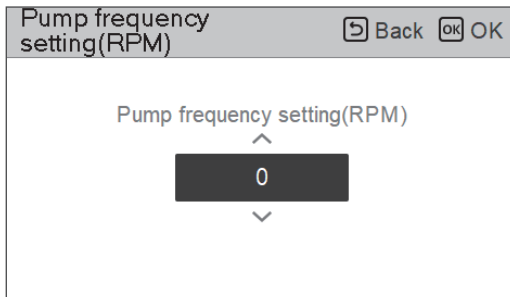 Pump frequency
setting(RPM)
Back OK OK
Pump frequency setting(RPM)
0